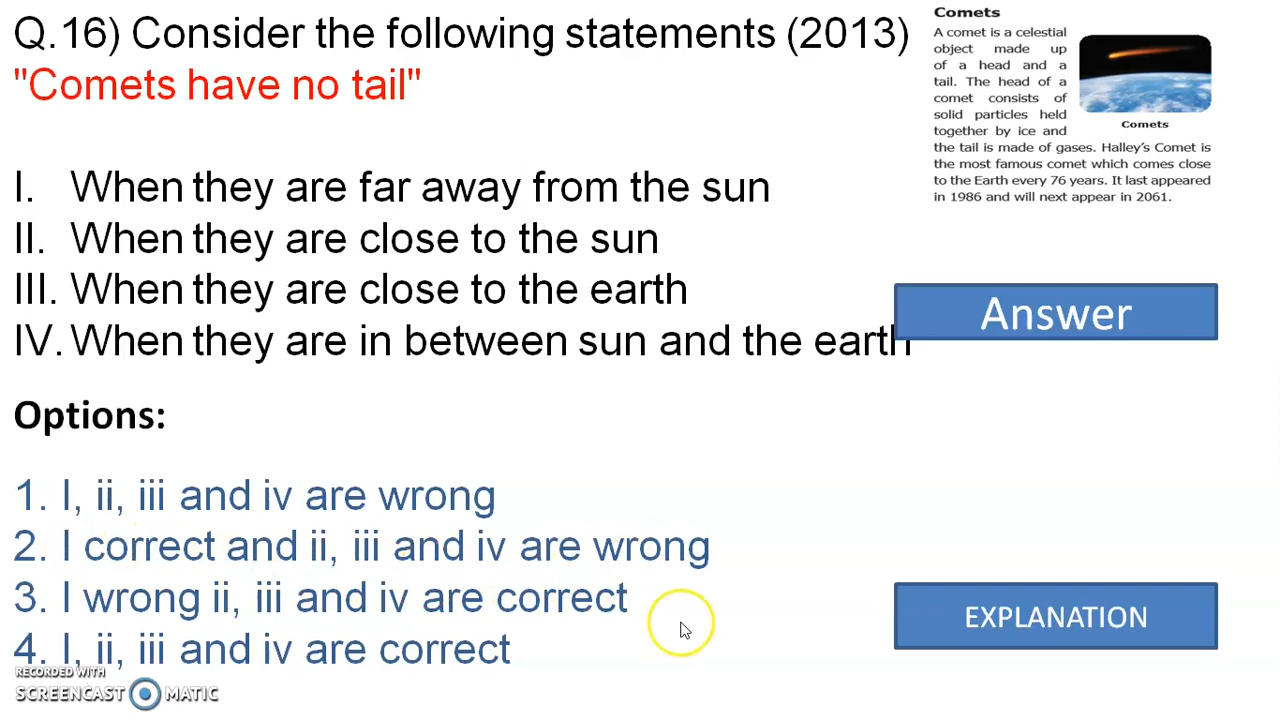 Q.16) Consider the following statements (2013)
"Comets have no tail"
I. When they are far away from the sun
II. When they are close to the sun
III. When they are close to the earth
IV. When they are in between sun and the earth
Options:
1. I, ii, iii and iv are wrong
2. I correct and ii, iii and iv are wrong
3. I wrong ii, iii and iv are correct
4. I, ii, iii and iv are correct
Comets
A comet is a celestial
object made up
of a head and a
tail. The head of a
comet consists of
solid particles held
together by ice and
the tail is made of gases. Halley's Comet is
the most famous comet which comes close
to the Earth every 76 years. It last appeared
in 1986 and will next appear in 2061.
Comets
Answer
EXPLANATION
RECORDED WITH
SCREENCAST MATIC